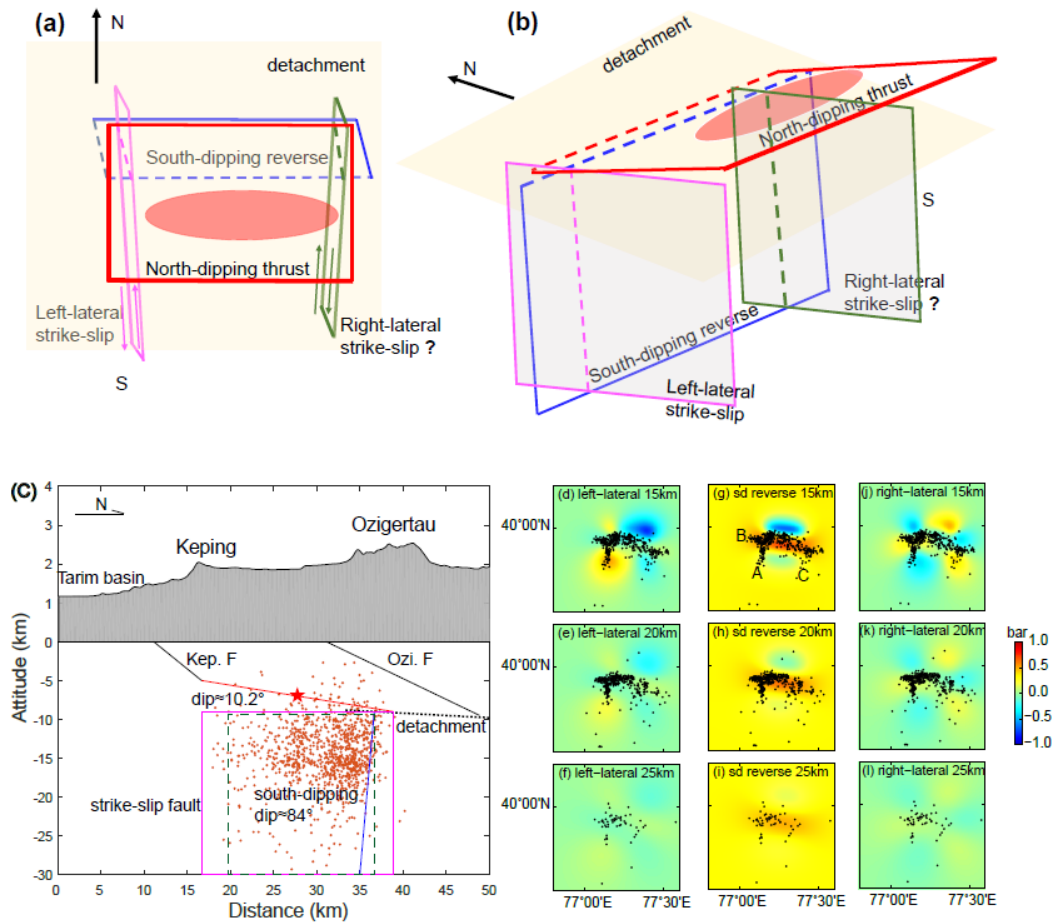 (a)
N
detachment
South-dipping reverse
North-dipping thrust
Left-lateral
strike-slip
Right-lateral
strike-slip ?
S
(b)
N
detachment
North-dipping thrust
S
Right-lateral
strike-slip ?
South-dipping reverse
Left-lateral
strike-slip
(C)
N
Keping
Ozigertau
Tarim basin
Kep. F
Ozi. F
dip≈10.2°
detachment
strike-slip fault
south-dipping
dip≈84°
Attitude (km)
4
3
2
1
0
-5
-10
-15
-20
-25
-30
0 5 10 15 20 25 30 35 40 45 50
Distance (km)
(d) left-lateral 15km
(g) sd reverse 15km
(j) right-lateral 15km
40°00'N
B
A
C
(e) left-lateral 20km
(h) sd reverse 20km
(k) right-lateral 20km
40°00'N
(f) left-lateral 25km
(i) sd reverse 25km
(l) right-lateral 25km
40°00'N
77°00'E 77°30'E 77°00'E 77°30'E 77°00'E 77°30'E
bar
1.0
0.5
0.0
-0.5
-1.0